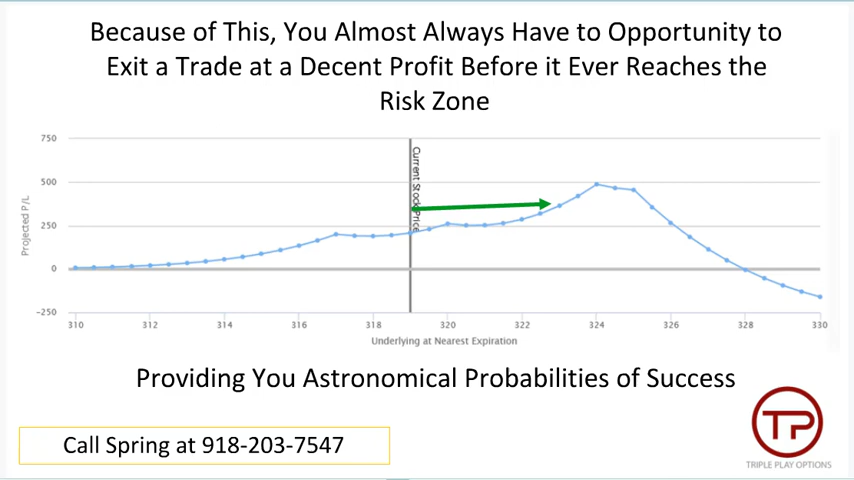 Because of This, You Almost Always Have to Opportunity to
Exit a Trade at a Decent Profit Before it Ever Reaches the
Risk Zone
750
500
250
0
-250
Projected P/L
Current Stock Price
310 312 314 316 318 320 322 324 326 328 330
Underlying at Nearest Expiration
Providing You Astronomical Probabilities of Success
Call Spring at 918-203-7547
TP
TRIPLE PLAY OPTIONS